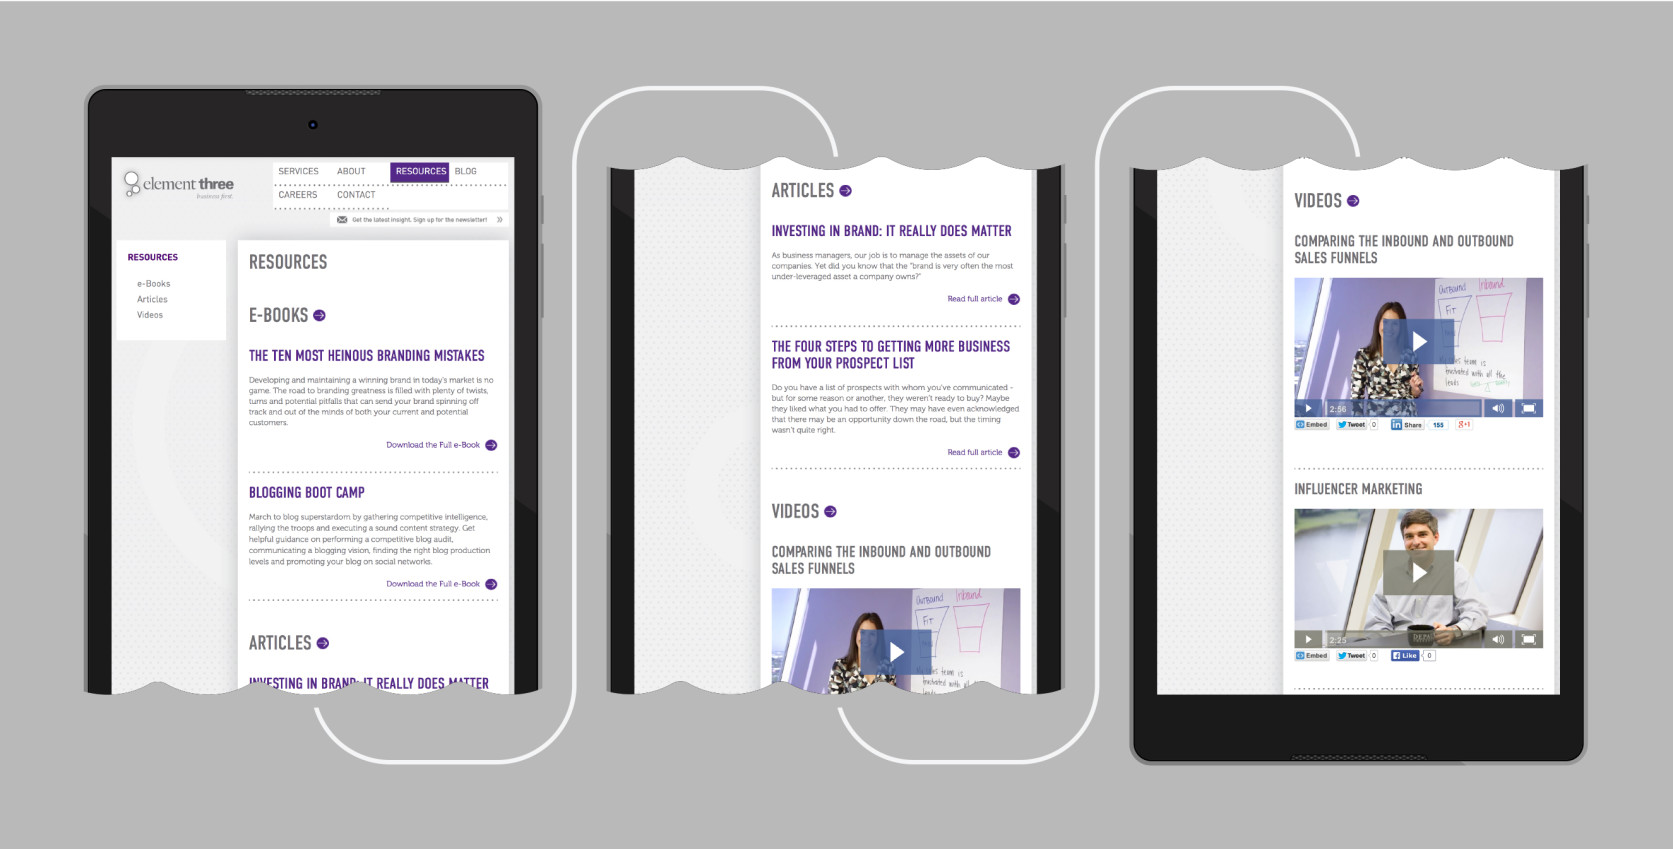 element three
business first.
SERVICES ABOUT RESOURCES BLOG
CAREERS CONTACT
Get the latest insight. Sign up for the newsletter! »
RESOURCES
e-Books
Articles
Videos
RESOURCES
E-BOOKS
THE TEN MOST HEINOUS BRANDING MISTAKES
Developing and maintaining a winning brand in today's market is no
game. The road to branding greatness is filled with plenty of twists,
turns and potential pitfalls that can send your brand spinning off
track and out of the minds of both your current and potential
customers.
Download the Full e-Book
BLOGGING BOOT CAMP
March to blog superstardom by gathering competitive intelligence,
rallying the troops and executing a sound content strategy. Get
helpful guidance on performing a competitive blog audit,
communicating a blogging vision, finding the right blog production
levels and promoting your blog on social networks.
Download the Full e-Book
ARTICLES
INVESTING IN BRAND: IT REALLY DOES MATTER
ARTICLES
INVESTING IN BRAND: IT REALLY DOES MATTER
As business managers, our job is to manage the assets of our
companies. Yet did you know that the "brand is very often the most
under-leveraged asset a company owns?"
Read full article
THE FOUR STEPS TO GETTING MORE BUSINESS
FROM YOUR PROSPECT LIST
Do you have a list of prospects with whom you've communicated -
but for some reason or another, they weren't ready to buy? Maybe
they liked what you had to offer. They may have even acknowledged
that there may be an opportunity down the road, but the timing
wasn't quite right.
Read full article
VIDEOS
COMPARING THE INBOUND AND OUTBOUND
SALES FUNNELS
Outbound Inbound
Fit
sales team is
frustrated with all
VIDEOS
COMPARING THE INBOUND AND OUTBOUND
SALES FUNNELS
Outbound Inbound
Fit
sales team is
frustrated with all the
leads
2:56
Embed Tweet 0 Share 155 g+1
INFLUENCER MARKETING
2:25
Embed Tweet 0 Like 0